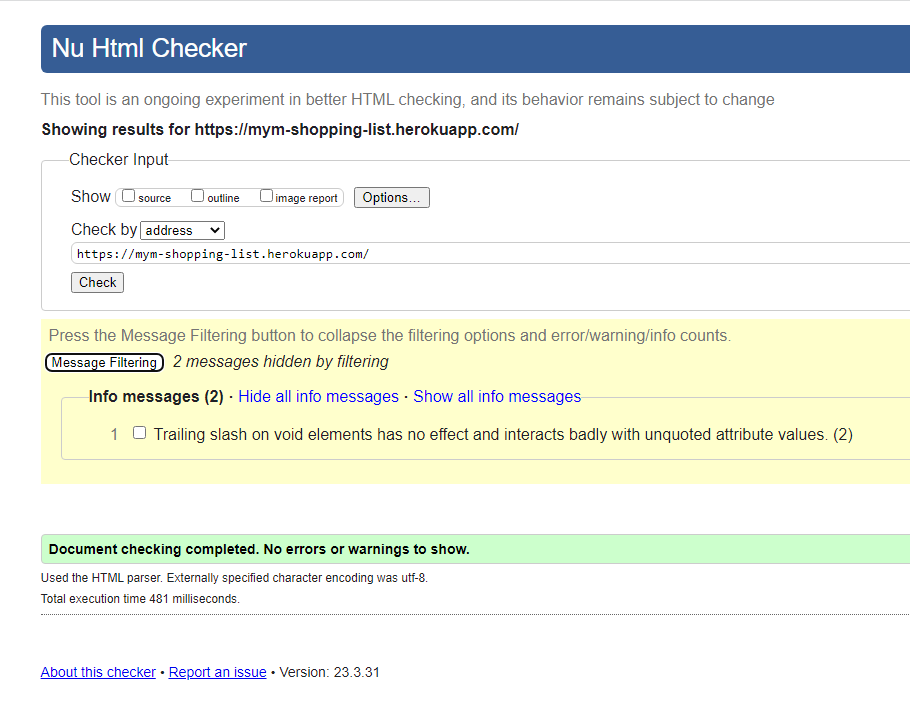 Nu Html Checker
This tool is an ongoing experiment in better HTML checking, and its behavior remains subject to change
Showing results for https://mym-shopping-list.herokuapp.com/
Checker Input
Show source outline image report Options...
Check by address
https://mym-shopping-list.herokuapp.com/
Check
Press the Message Filtering button to collapse the filtering options and error/warning/info counts.
Message Filtering 2 messages hidden by filtering
Info messages (2) · Hide all info messages · Show all info messages
1 Trailing slash on void elements has no effect and interacts badly with unquoted attribute values. (2)
Document checking completed. No errors or warnings to show.
Used the HTML parser. Externally specified character encoding was utf-8.
Total execution time 481 milliseconds.
About this checker • Report an issue • Version: 23.3.31